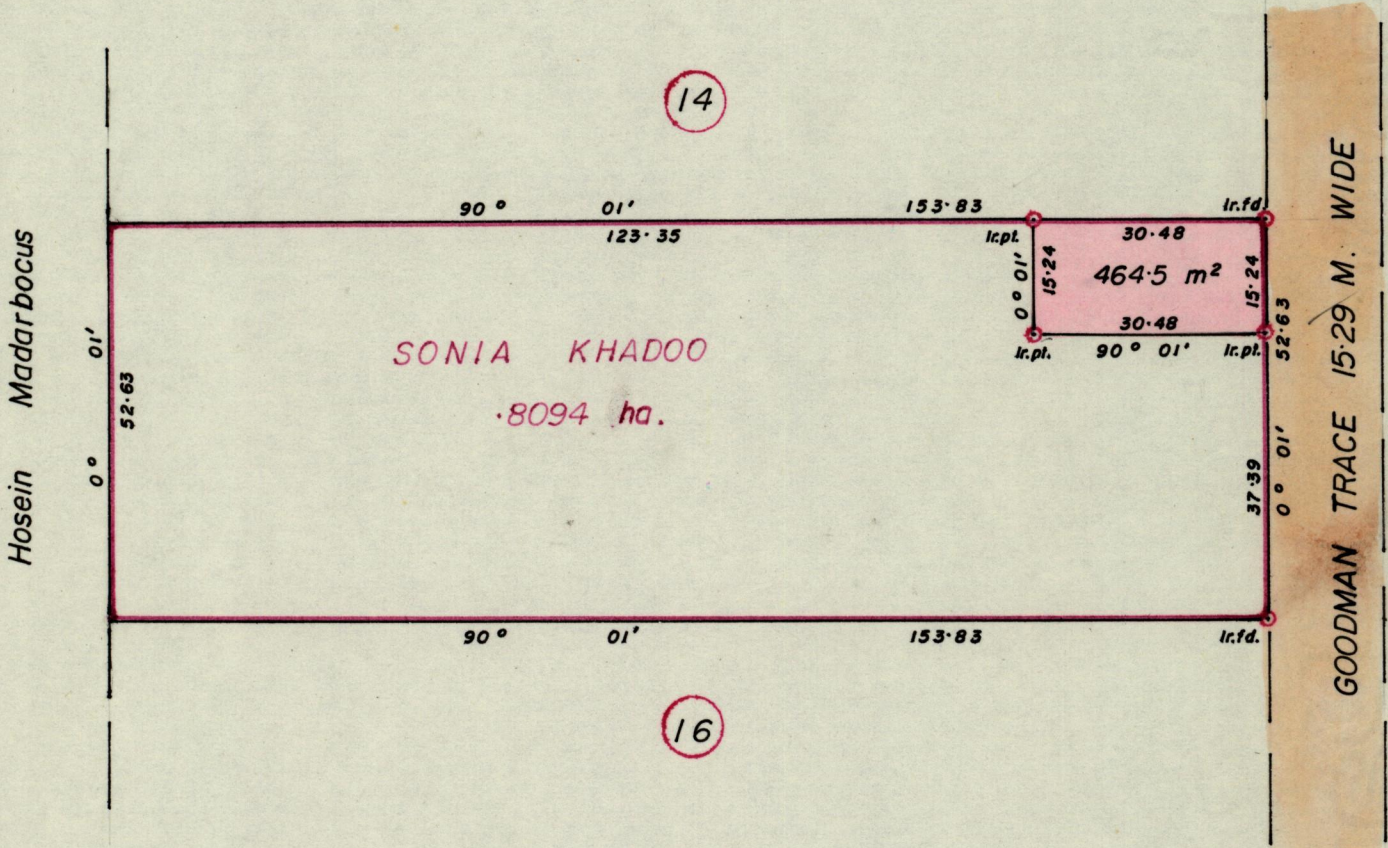 14
90° 01' 153·83 Ir.fd.
123·35 Ir.pt. 30·48
0° 01' 15·24
464·5 m² 15·24
30·48
Ir.pt. 90° 01' Ir.pt.
52·63
SONIA KHADOO
·8094 ha.
0° 01' 52·63
Hosein Madarbocus
37·39 0° 01'
GOODMAN TRACE 15·29 M. WIDE
90° 01' 153·83 Ir.fd.
16